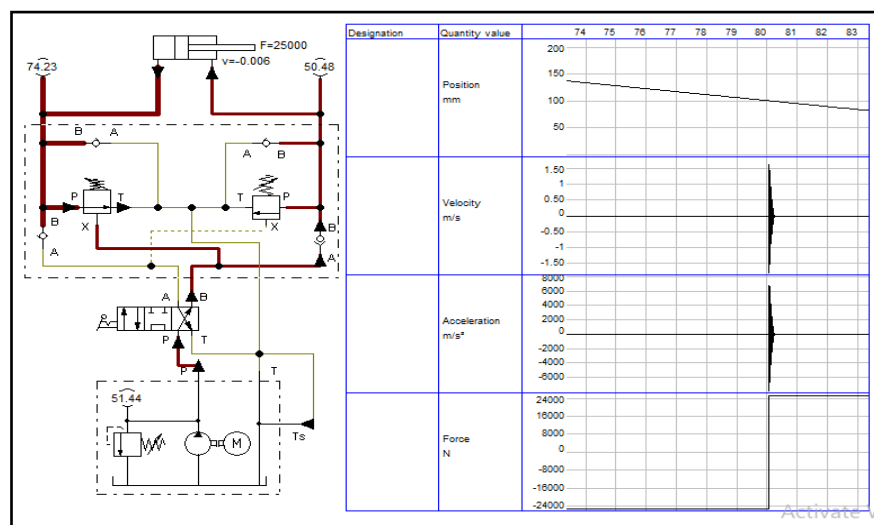 F=25000
v=-0.006
74.23
50.48
B A
A B
P T
T P
B
X
X
B
A
A
A B
P T
P
T
51.44
M
Ts
Designation Quantity value 74 75 76 77 78 79 80 81 82 83
200
150
Position
mm
100
50
1.50
1
Velocity
m/s
0.50
0
-0.50
-1
-1.50
8000
6000
4000
Acceleration
m/s²
2000
0
-2000
-4000
-6000
24000
16000
8000
Force
N
0
-8000
-16000
-24000